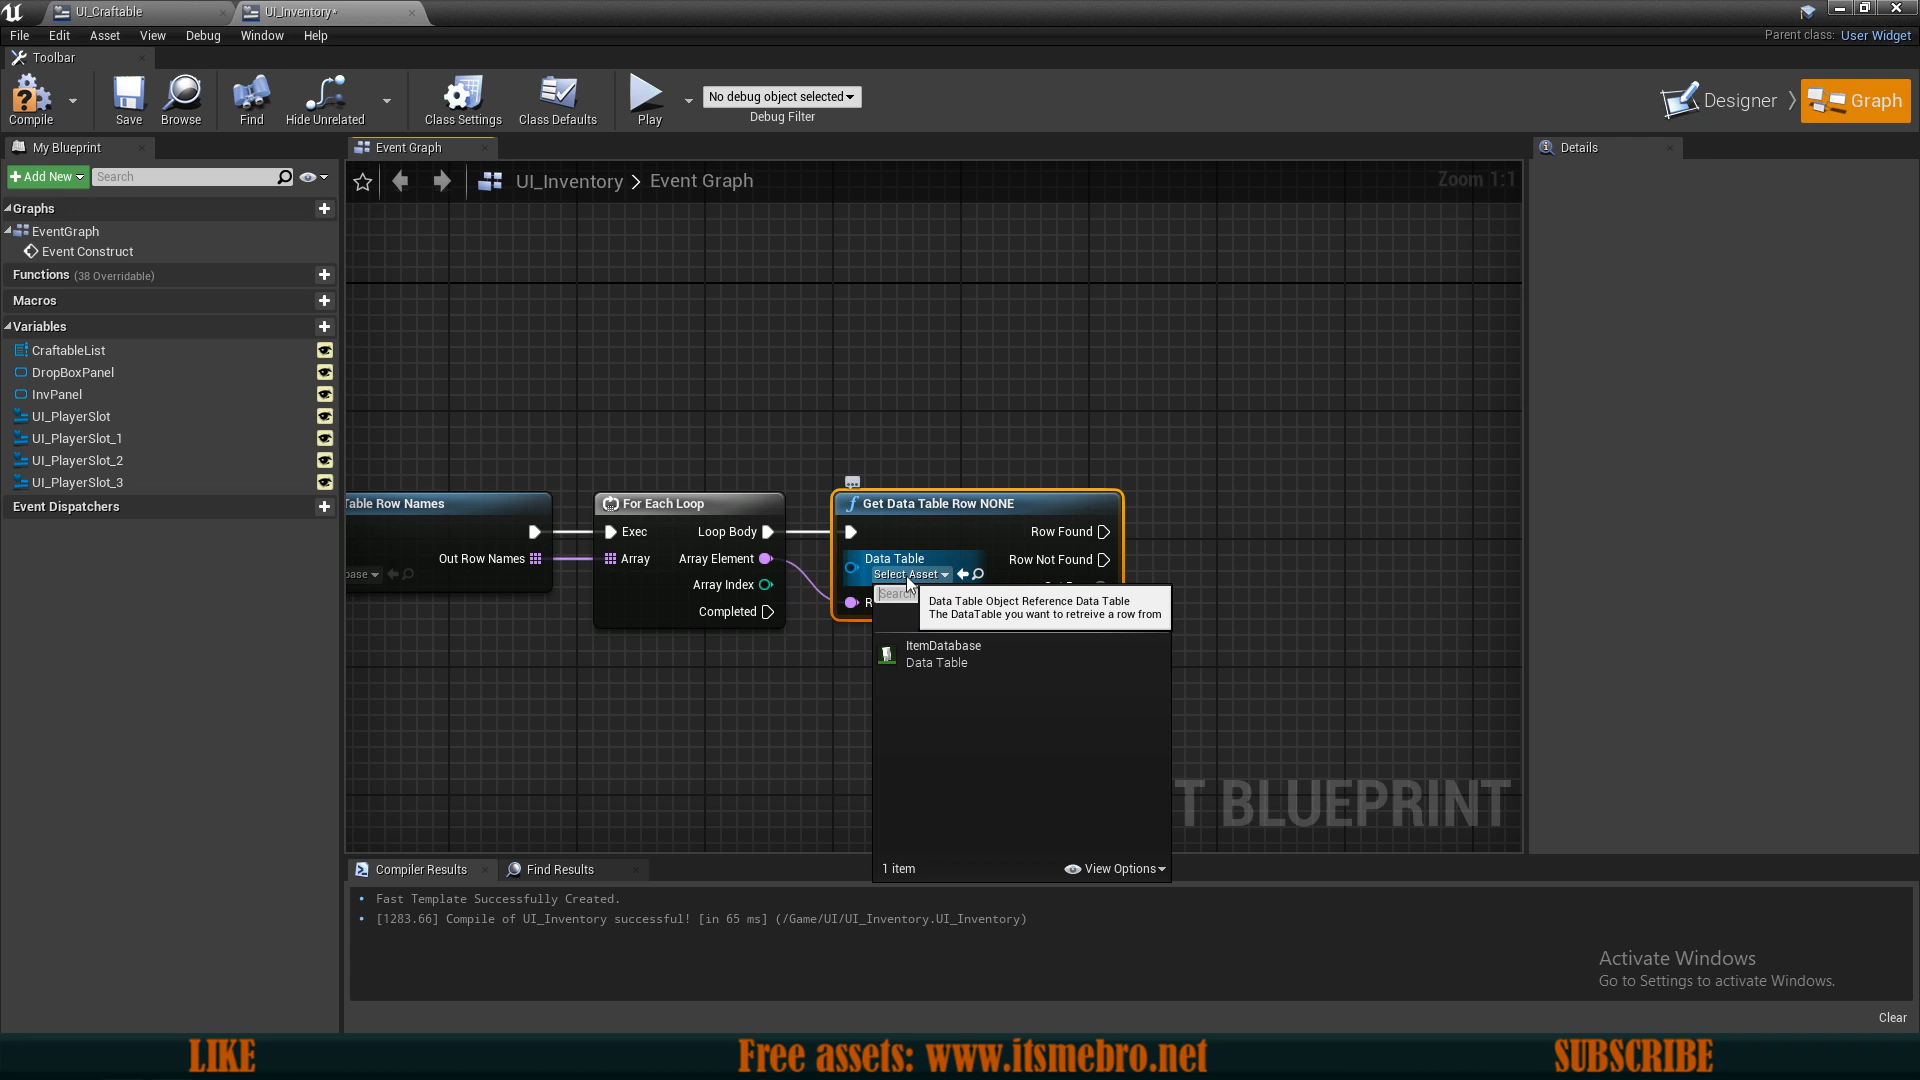 UI_Craftable
UI_Inventory*
File Edit Asset View Debug Window Help
Parent class: User Widget
Toolbar
Compile
Save
Browse
Find
Hide Unrelated
Class Settings
Class Defaults
Play
No debug object selected
Debug Filter
Designer
Graph
My Blueprint
Event Graph
Details
Add New
Search
UI_Inventory > Event Graph
Zoom 1:1
Graphs
EventGraph
Event Construct
Functions (38 Overridable)
Macros
Variables
CraftableList
DropBoxPanel
InvPanel
UI_PlayerSlot
UI_PlayerSlot_1
UI_PlayerSlot_2
UI_PlayerSlot_3
Event Dispatchers
Table Row Names
Out Row Names
base
For Each Loop
Exec
Loop Body
Array
Array Element
Array Index
Completed
Get Data Table Row NONE
Row Found
Data Table
Row Not Found
Select Asset
Search
Data Table Object Reference Data Table
The DataTable you want to retreive a row from
ItemDatabase
Data Table
1 item
View Options
T BLUEPRINT
Compiler Results
Find Results
Fast Template Successfully Created.
[1283.66] Compile of UI_Inventory successful! [in 65 ms] (/Game/UI/UI_Inventory.UI_Inventory)
Activate Windows
Go to Settings to activate Windows.
Clear
LIKE
Free assets: www.itsmebro.net
SUBSCRIBE